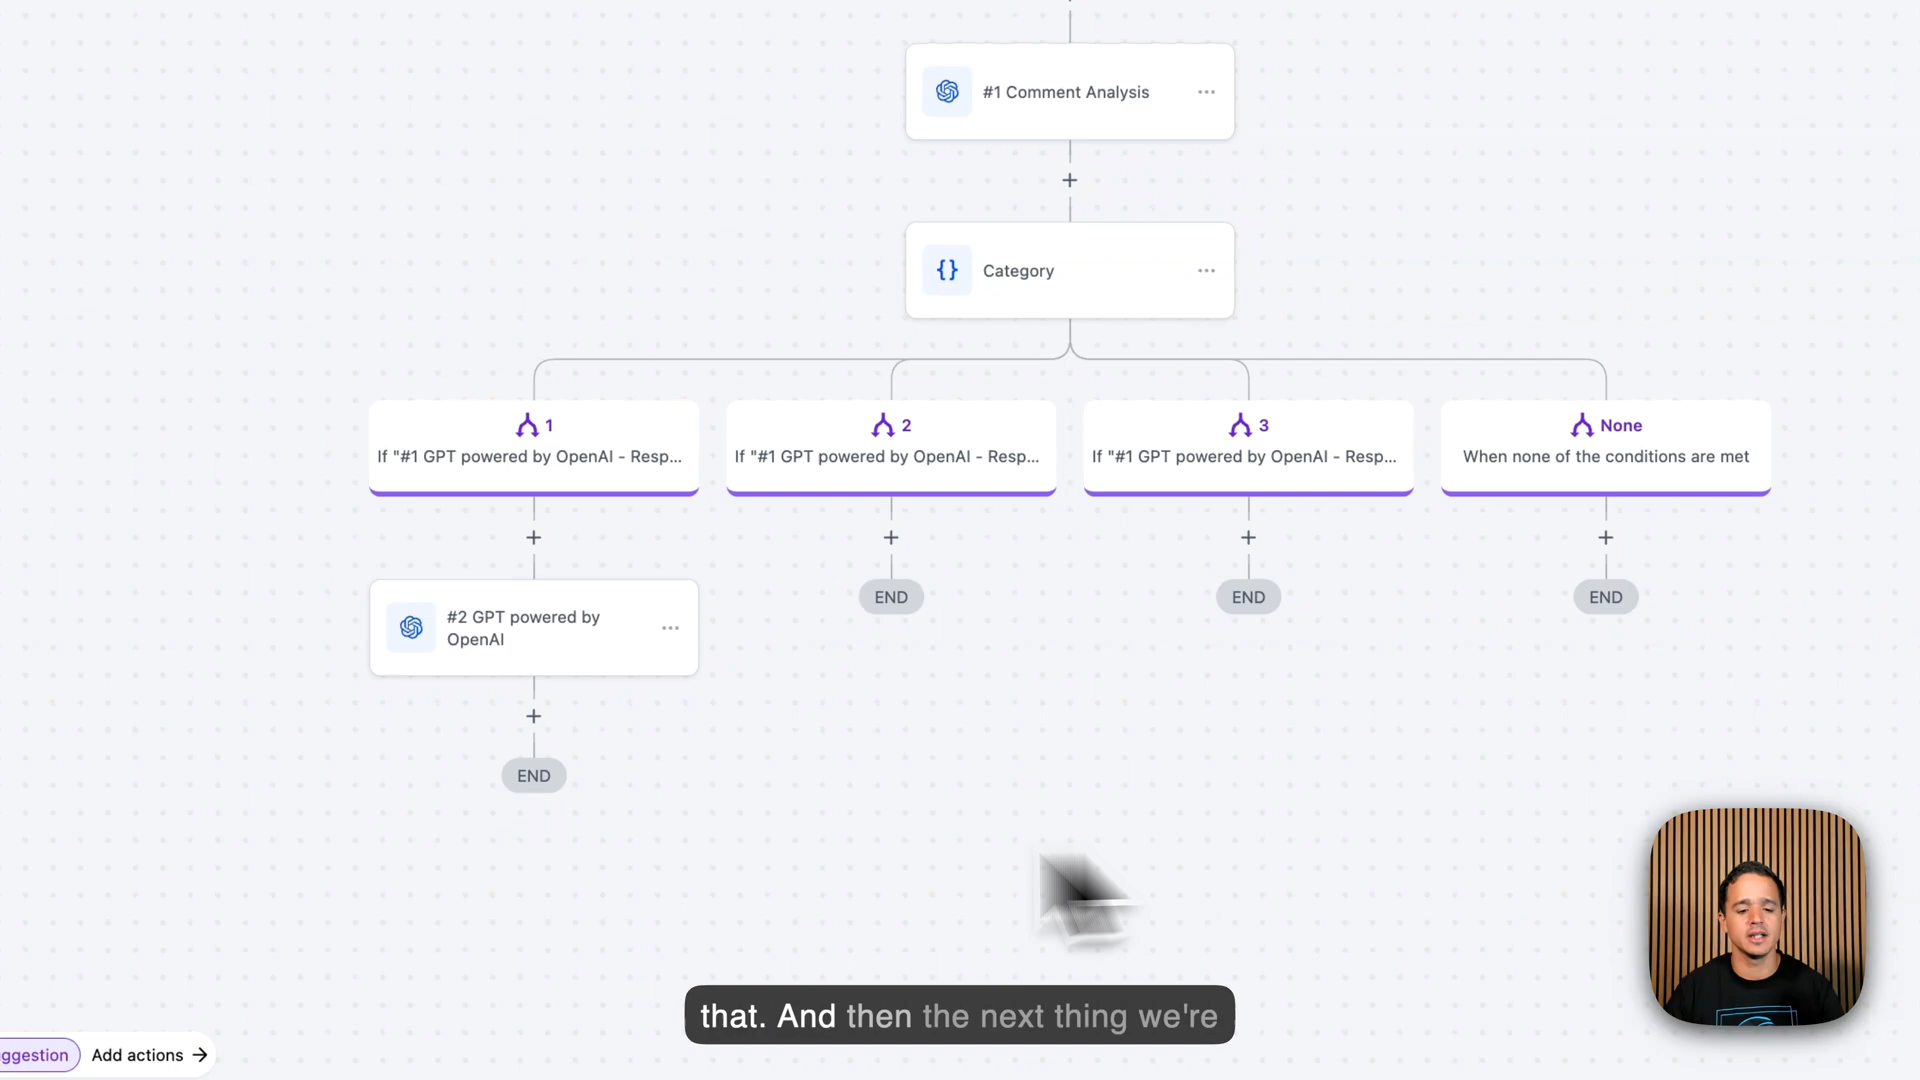 #1 Comment Analysis
{} Category
1
If "#1 GPT powered by OpenAI - Resp...
2
If "#1 GPT powered by OpenAI - Resp...
3
If "#1 GPT powered by OpenAI - Resp...
None
When none of the conditions are met
#2 GPT powered by
OpenAI
END
END
END
END
that. And then the next thing we're
ggestion
Add actions →